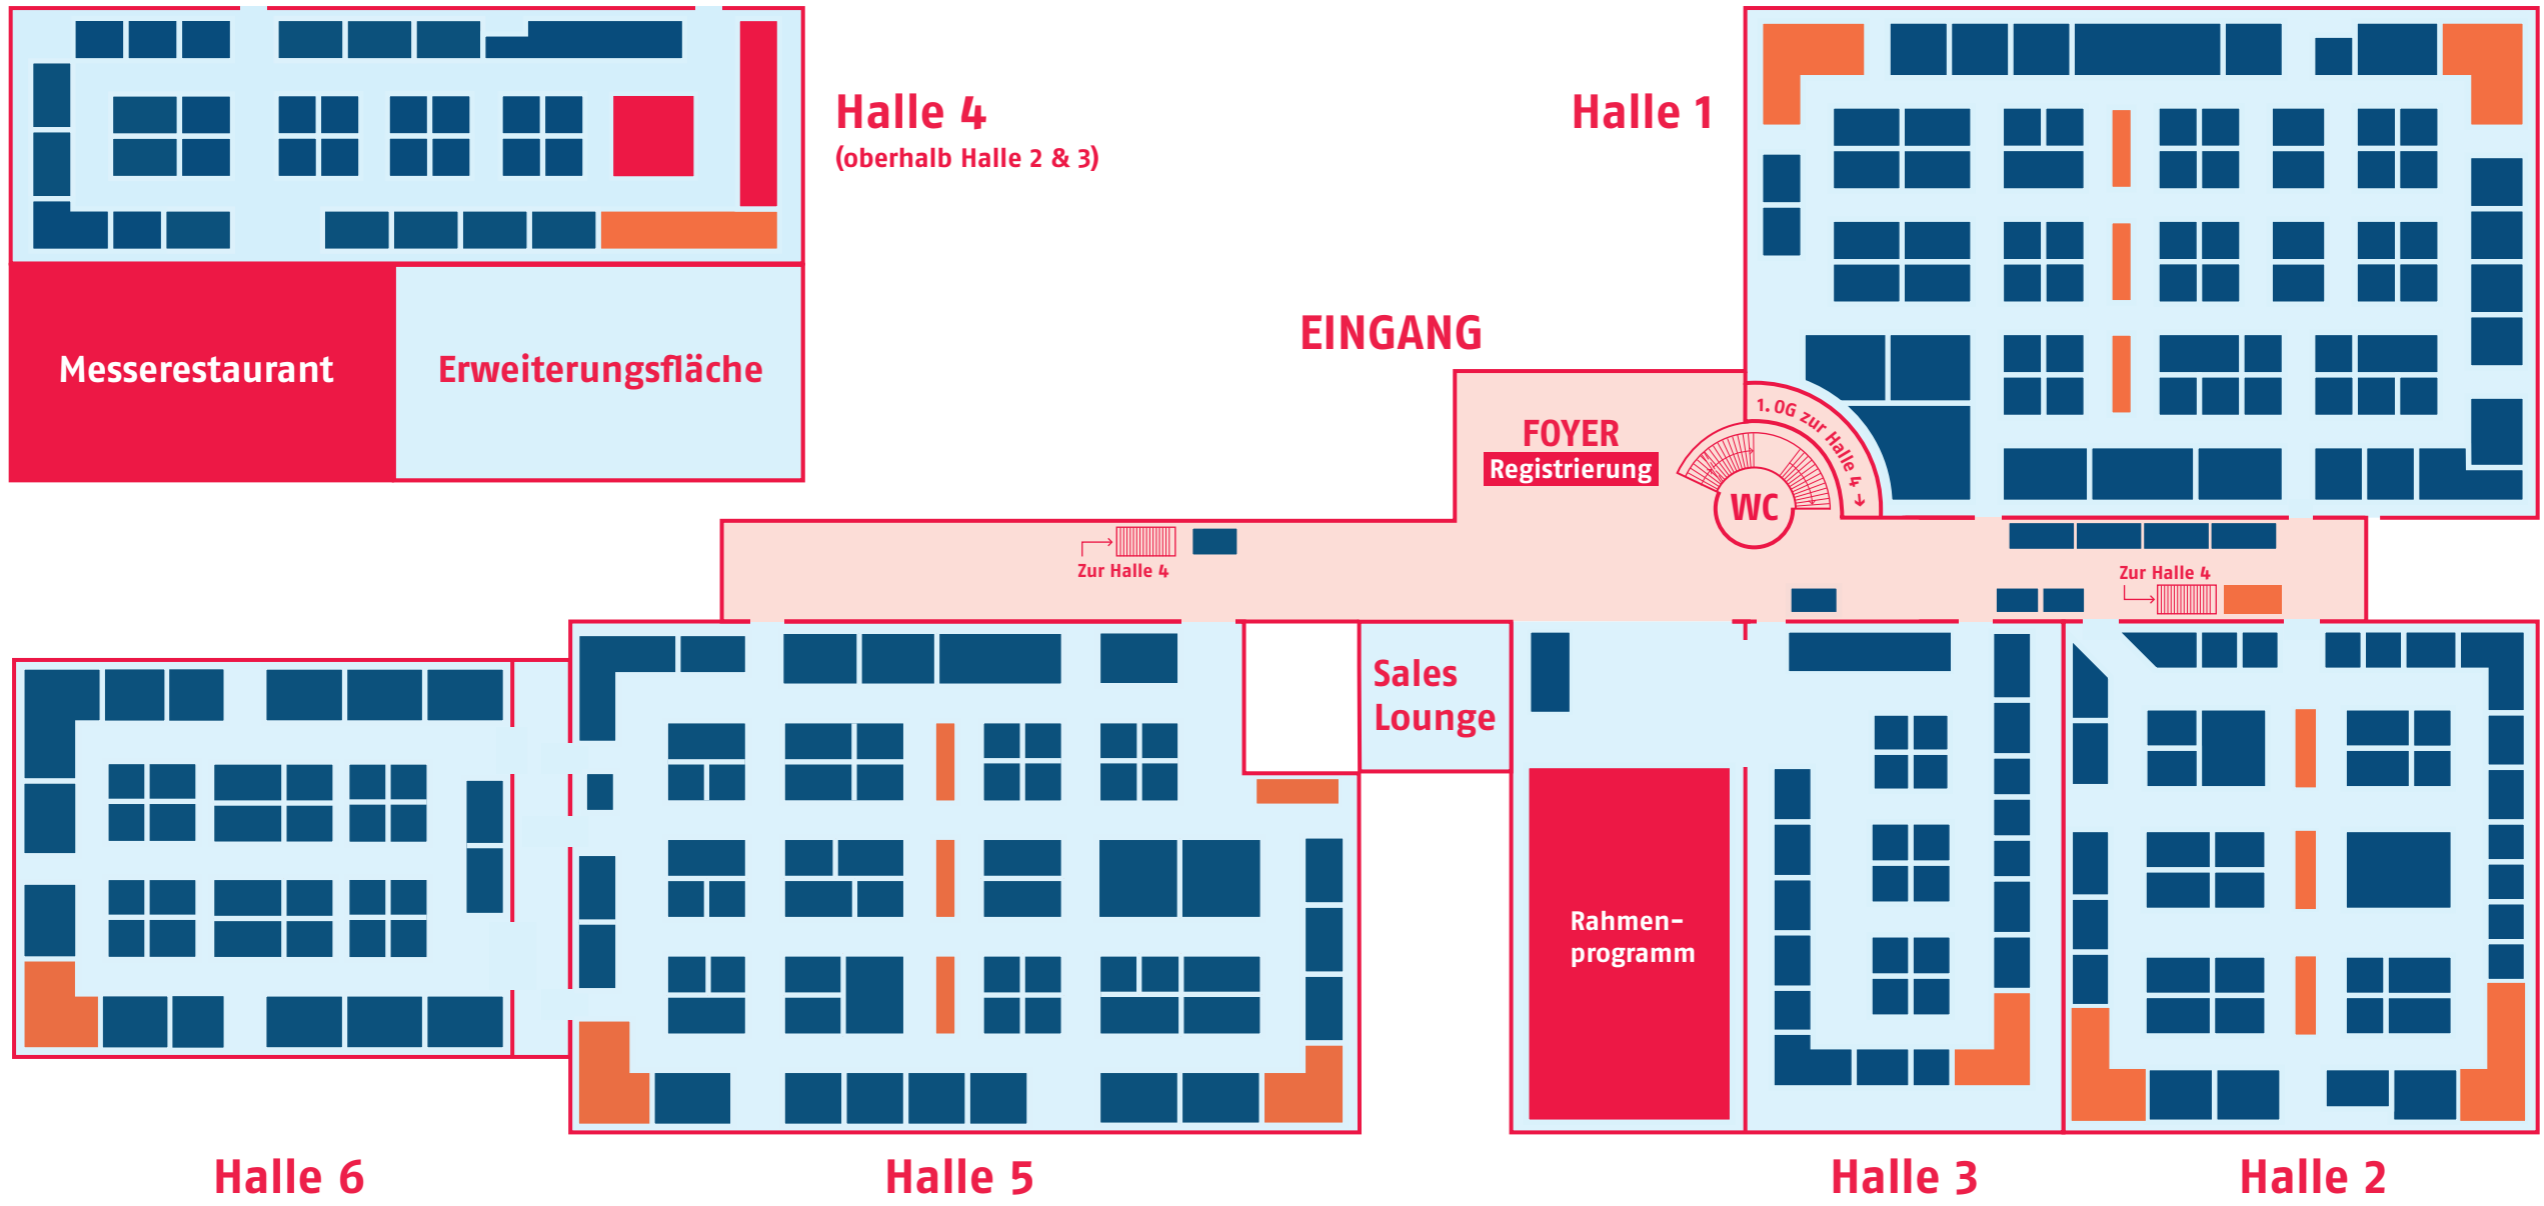 Halle 4
(oberhalb Halle 2 & 3)
Halle 1
Messerestaurant
Erweiterungsfläche
EINGANG
FOYER
Registrierung
1. OG zur Halle 4 →
WC
Zur Halle 4
Zur Halle 4
Sales
Lounge
Rahmen-
programm
Halle 6
Halle 5
Halle 3
Halle 2